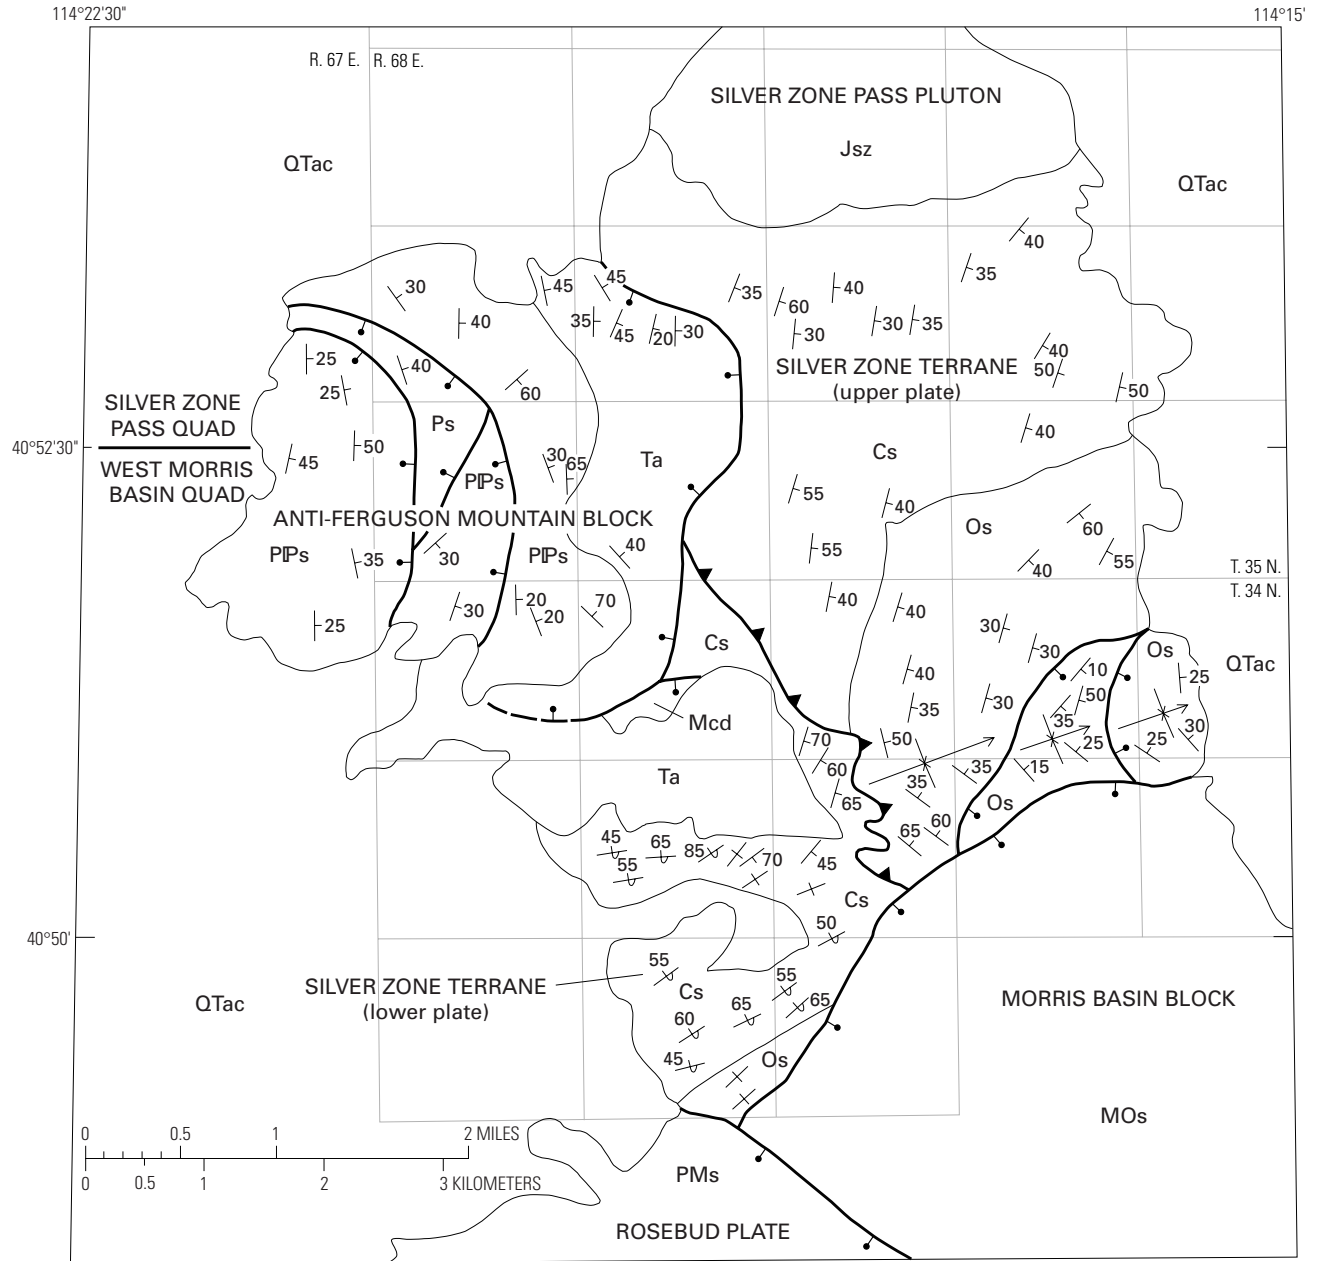 114°22'30"
114°15'
R. 67 E.
R. 68 E.
SILVER ZONE PASS PLUTON
Jsz
QTac
QTac
40
35
30
45
45
35
40
60
40
35
45
20
30
30
30
35
25
40
40
25
60
SILVER ZONE TERRANE
(upper plate)
50
50
SILVER ZONE
PASS QUAD
40°52'30"
WEST MORRIS
BASIN QUAD
Ps
50
45
30
65
Ta
Cs
40
55
40
PIPs
ANTI-FERGUSON MOUNTAIN BLOCK
Os
60
PIPs
35
30
PIPs
40
55
40
55
T. 35 N.
T. 34 N.
25
30
20
20
70
40
40
30
30
Cs
Os
QTac
40
10
25
30
50
35
35
Mcd
70
50
25
25
30
60
35
35
15
Ta
65
Os
45
65
85
70
45
65
60
55
Cs
50
40°50'
55
SILVER ZONE TERRANE
(lower plate)
Cs
55
65
65
60
QTac
MORRIS BASIN BLOCK
45
Os
MOs
0
0.5
1
2 MILES
0
0.5
1
2
3 KILOMETERS
PMs
ROSEBUD PLATE